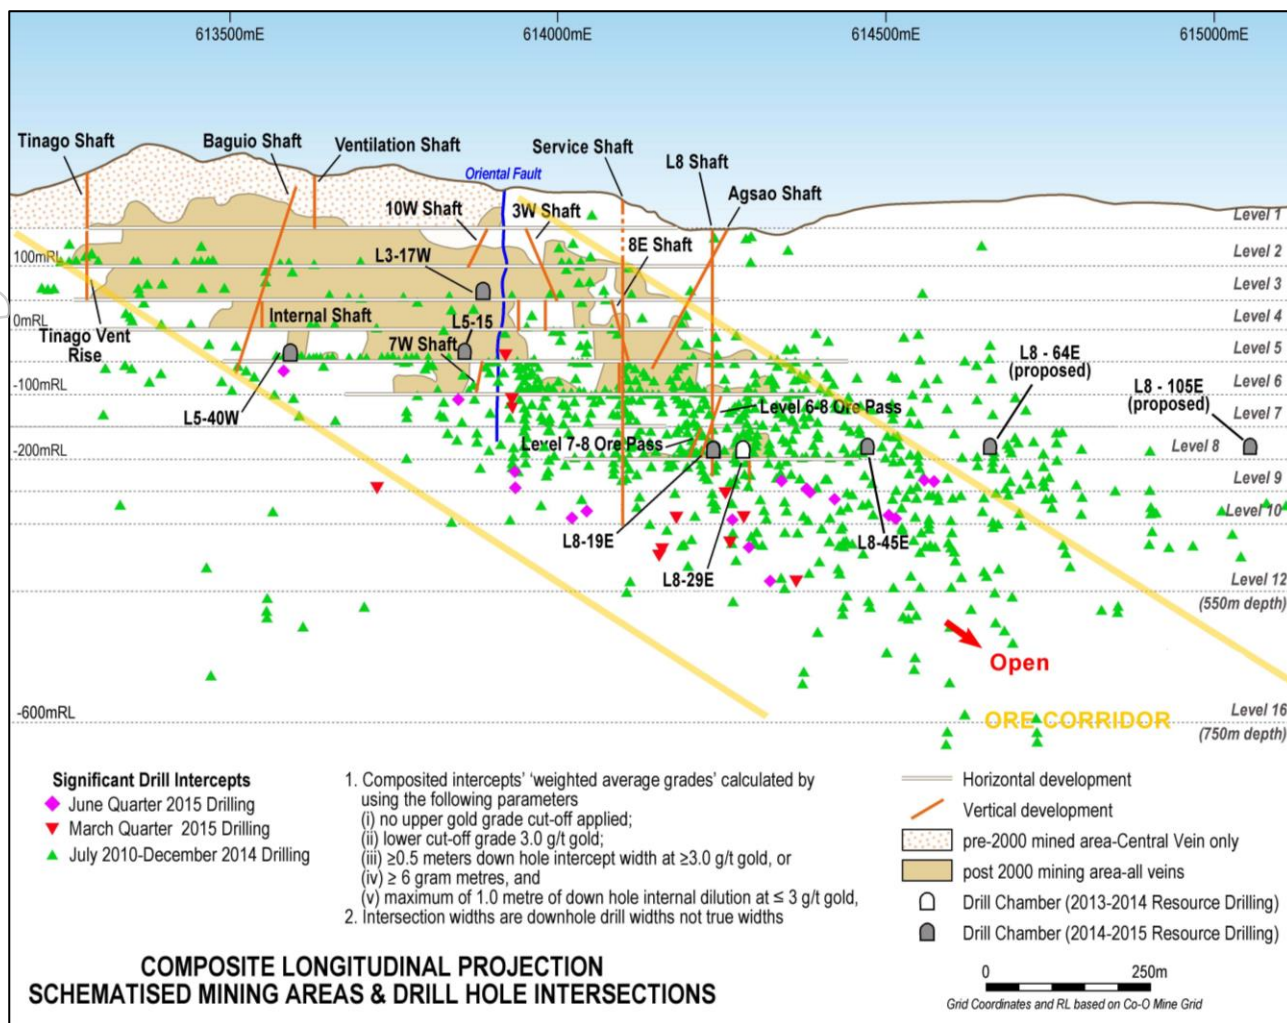 613500mE
614000mE
614500mE
615000mE
Tinago Shaft
Baguio Shaft
Ventilation Shaft
Service Shaft
L8 Shaft
Oriental Fault
Agsao Shaft
10W Shaft
3W Shaft
Level 1
8E Shaft
L3-17W
Level 2
100mRL
Level 3
Internal Shaft
L5-15
Level 4
0mRL
Tinago Vent
Rise
7W Shaft
Level 5
L8 - 64E
(proposed)
Level 6
-100mRL
L8 - 105E
(proposed)
L5-40W
Level 6-8 Ore Pass
Level 7
Level 7-8 Ore Pass
Level 8
-200mRL
Level 9
Level 10
L8-19E
L8-45E
L8-29E
Level 12
(550m depth)
Open
-600mRL
ORE CORRIDOR
Level 16
(750m depth)
Significant Drill Intercepts
June Quarter 2015 Drilling
March Quarter 2015 Drilling
July 2010-December 2014 Drilling
1. Composited intercepts' ‘weighted average grades’ calculated by
using the following parameters
(i) no upper gold grade cut-off applied;
(ii) lower cut-off grade 3.0 g/t gold;
(iii) ≥0.5 meters down hole intercept width at ≥3.0 g/t gold, or
(iv) ≥ 6 gram metres, and
(v) maximum of 1.0 metre of down hole internal dilution at ≤ 3 g/t gold,
2. Intersection widths are downhole drill widths not true widths
Horizontal development
Vertical development
pre-2000 mined area-Central Vein only
post 2000 mining area-all veins
Drill Chamber (2013-2014 Resource Drilling)
Drill Chamber (2014-2015 Resource Drilling)
COMPOSITE LONGITUDINAL PROJECTION
SCHEMATISED MINING AREAS & DRILL HOLE INTERSECTIONS
0
250m
Grid Coordinates and RL based on Co-O Mine Grid